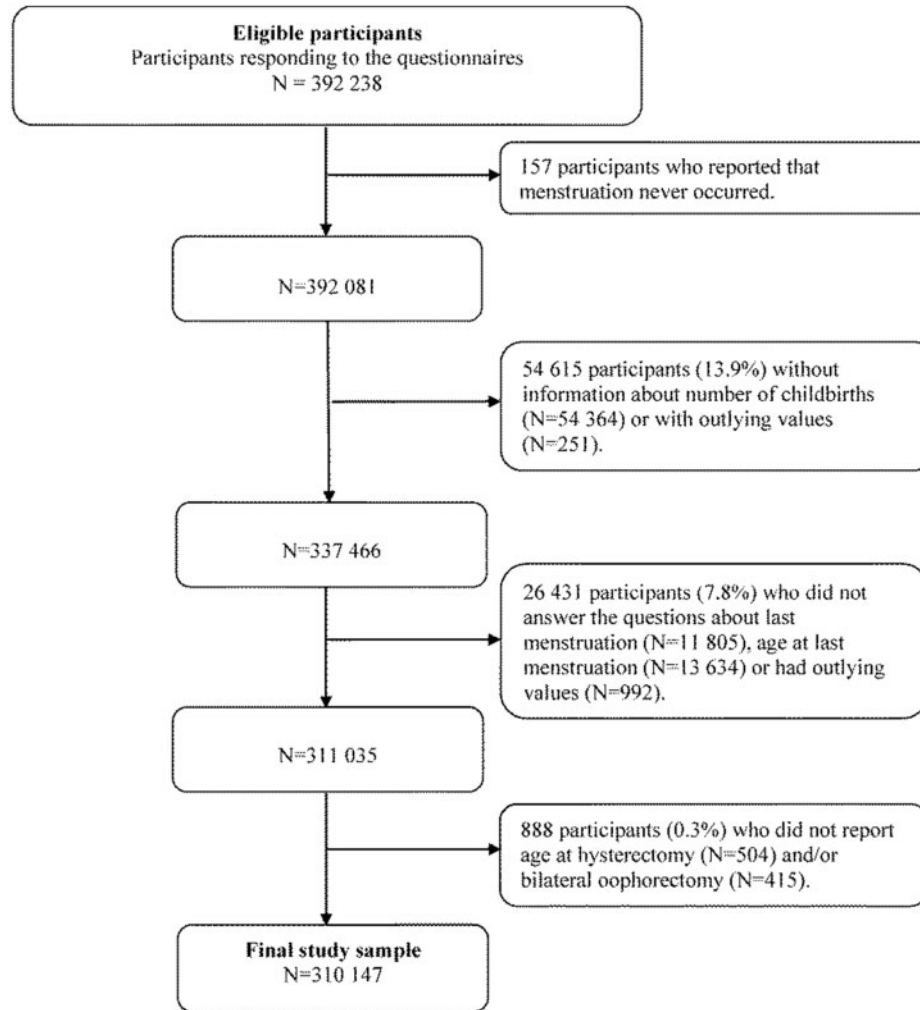 Eligible participants
Participants responding to the questionnaires
N = 392 238
157 participants who reported that
menstruation never occurred.
N=392 081
54 615 participants (13.9%) without
information about number of childbirths
(N=54 364) or with outlying values
(N=251).
N=337 466
26 431 participants (7.8%) who did not
answer the questions about last
menstruation (N=11 805), age at last
menstruation (N=13 634) or had outlying
values (N=992).
N=311 035
888 participants (0.3%) who did not report
age at hysterectomy (N=504) and/or
bilateral oophorectomy (N=415).
Final study sample
N=310 147